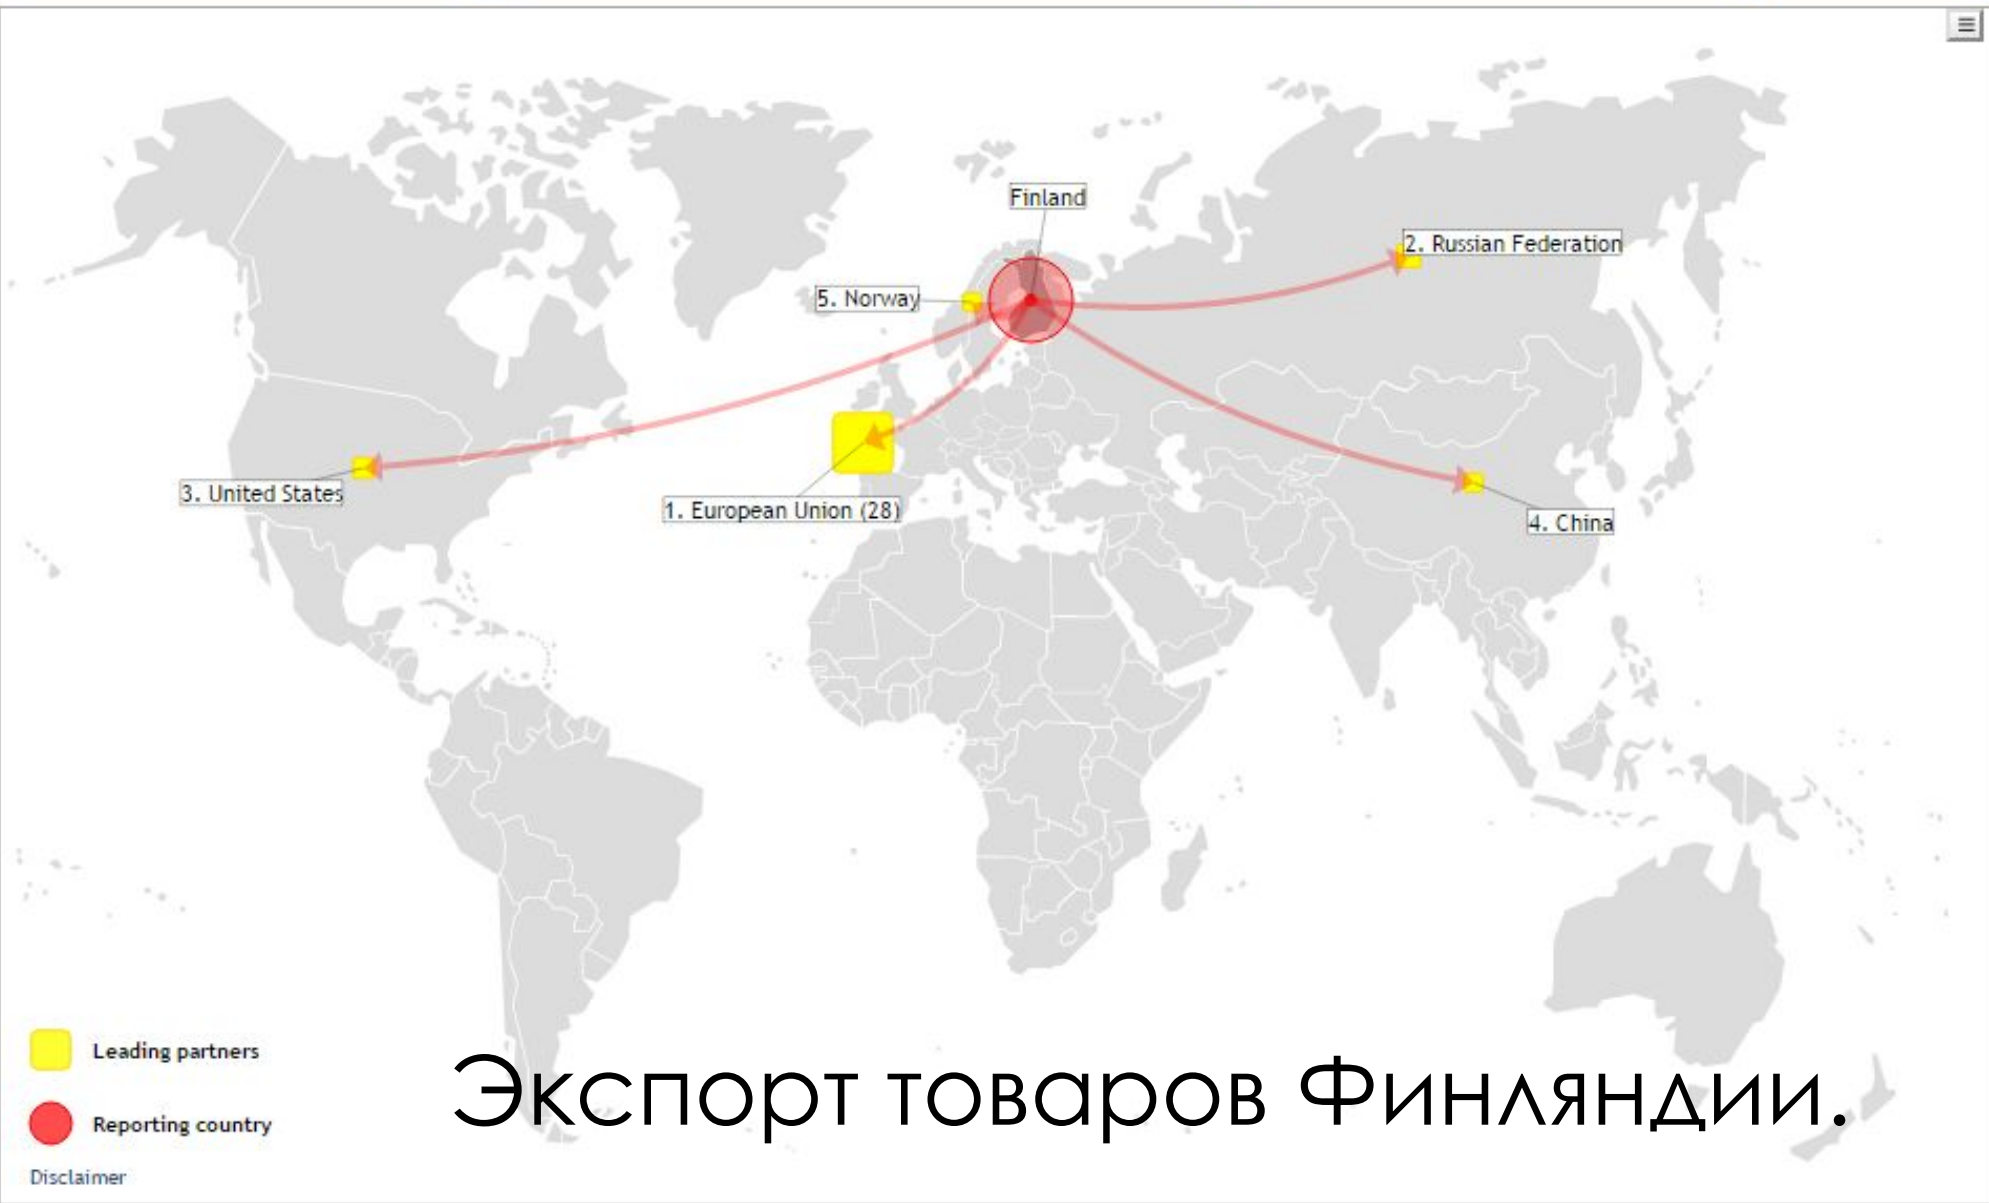 Finland
2. Russian Federation
5. Norway
3. United States
1. European Union (28)
4. China
Leading partners
Reporting country
Экспорт товаров Финляндии.
Disclaimer